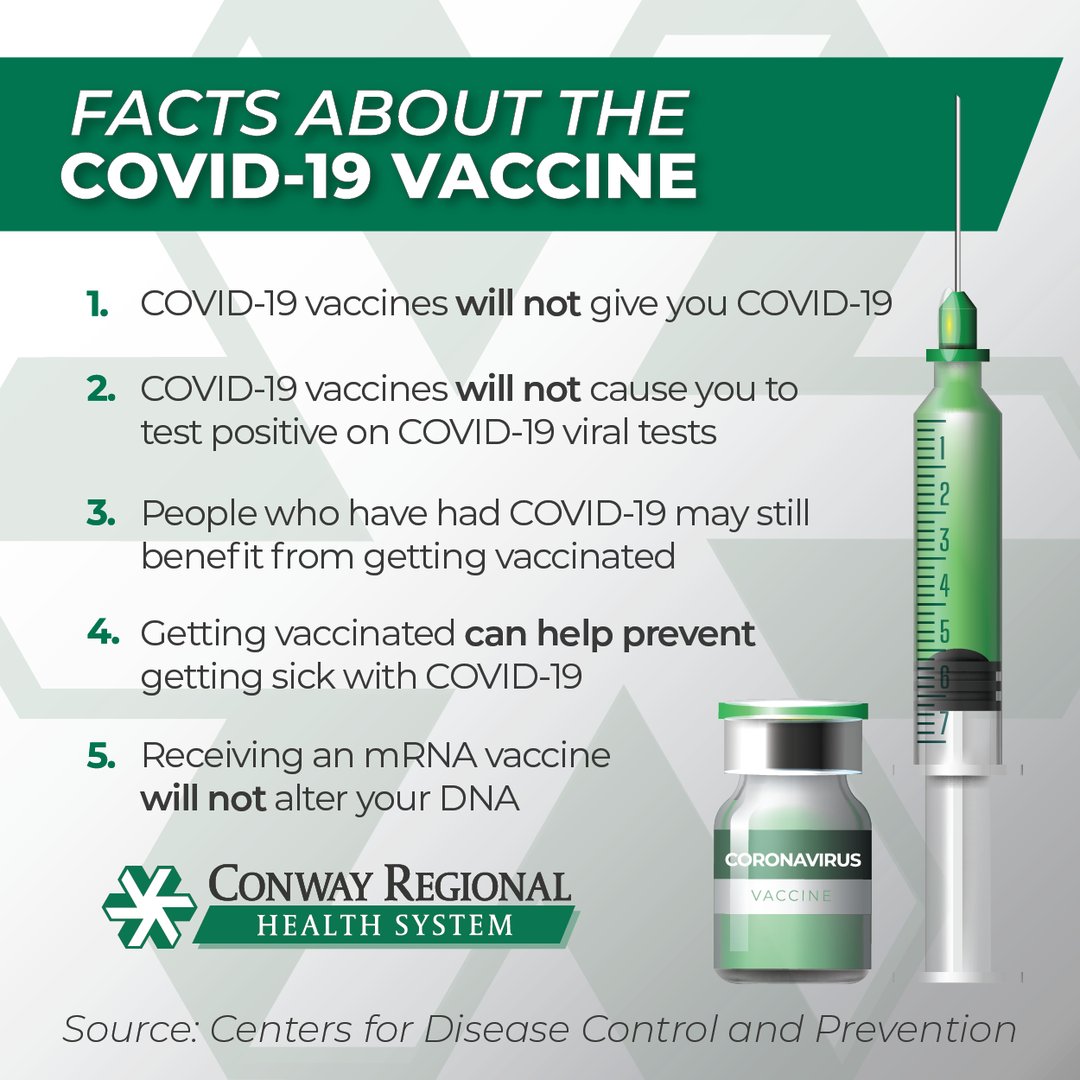 FACTS ABOUT THE
COVID-19 VACCINE
1. COVID-19 vaccines will not give you COVID-19
2. COVID-19 vaccines will not cause you to
test positive on COVID-19 viral tests
3. People who have had COVID-19 may still
benefit from getting vaccinated
4. Getting vaccinated can help prevent
getting sick with COVID-19
5. Receiving an mRNA vaccine
will not alter your DNA
1
2
3
4
5
6
7
CORONAVIRUS
VACCINE
CONWAY REGIONAL
HEALTH SYSTEM
Source: Centers for Disease Control and Prevention